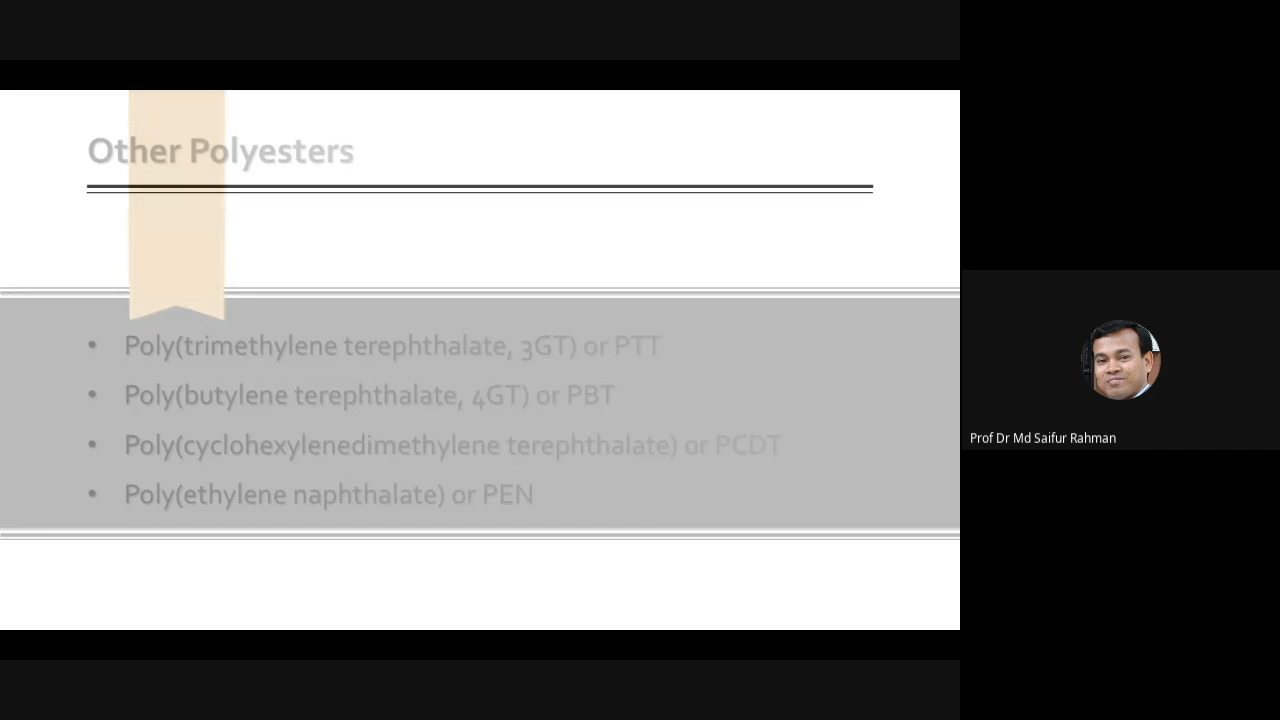 Other Polyesters
• Poly(trimethylene terephthalate, 3GT) or PTT
• Poly(butylene terephthalate, 4GT) or PBT
• Poly(cyclohexylenedimethylene terephthalate) or PCDT
• Poly(ethylene naphthalate) or PEN
Prof Dr Md Saifur Rahman